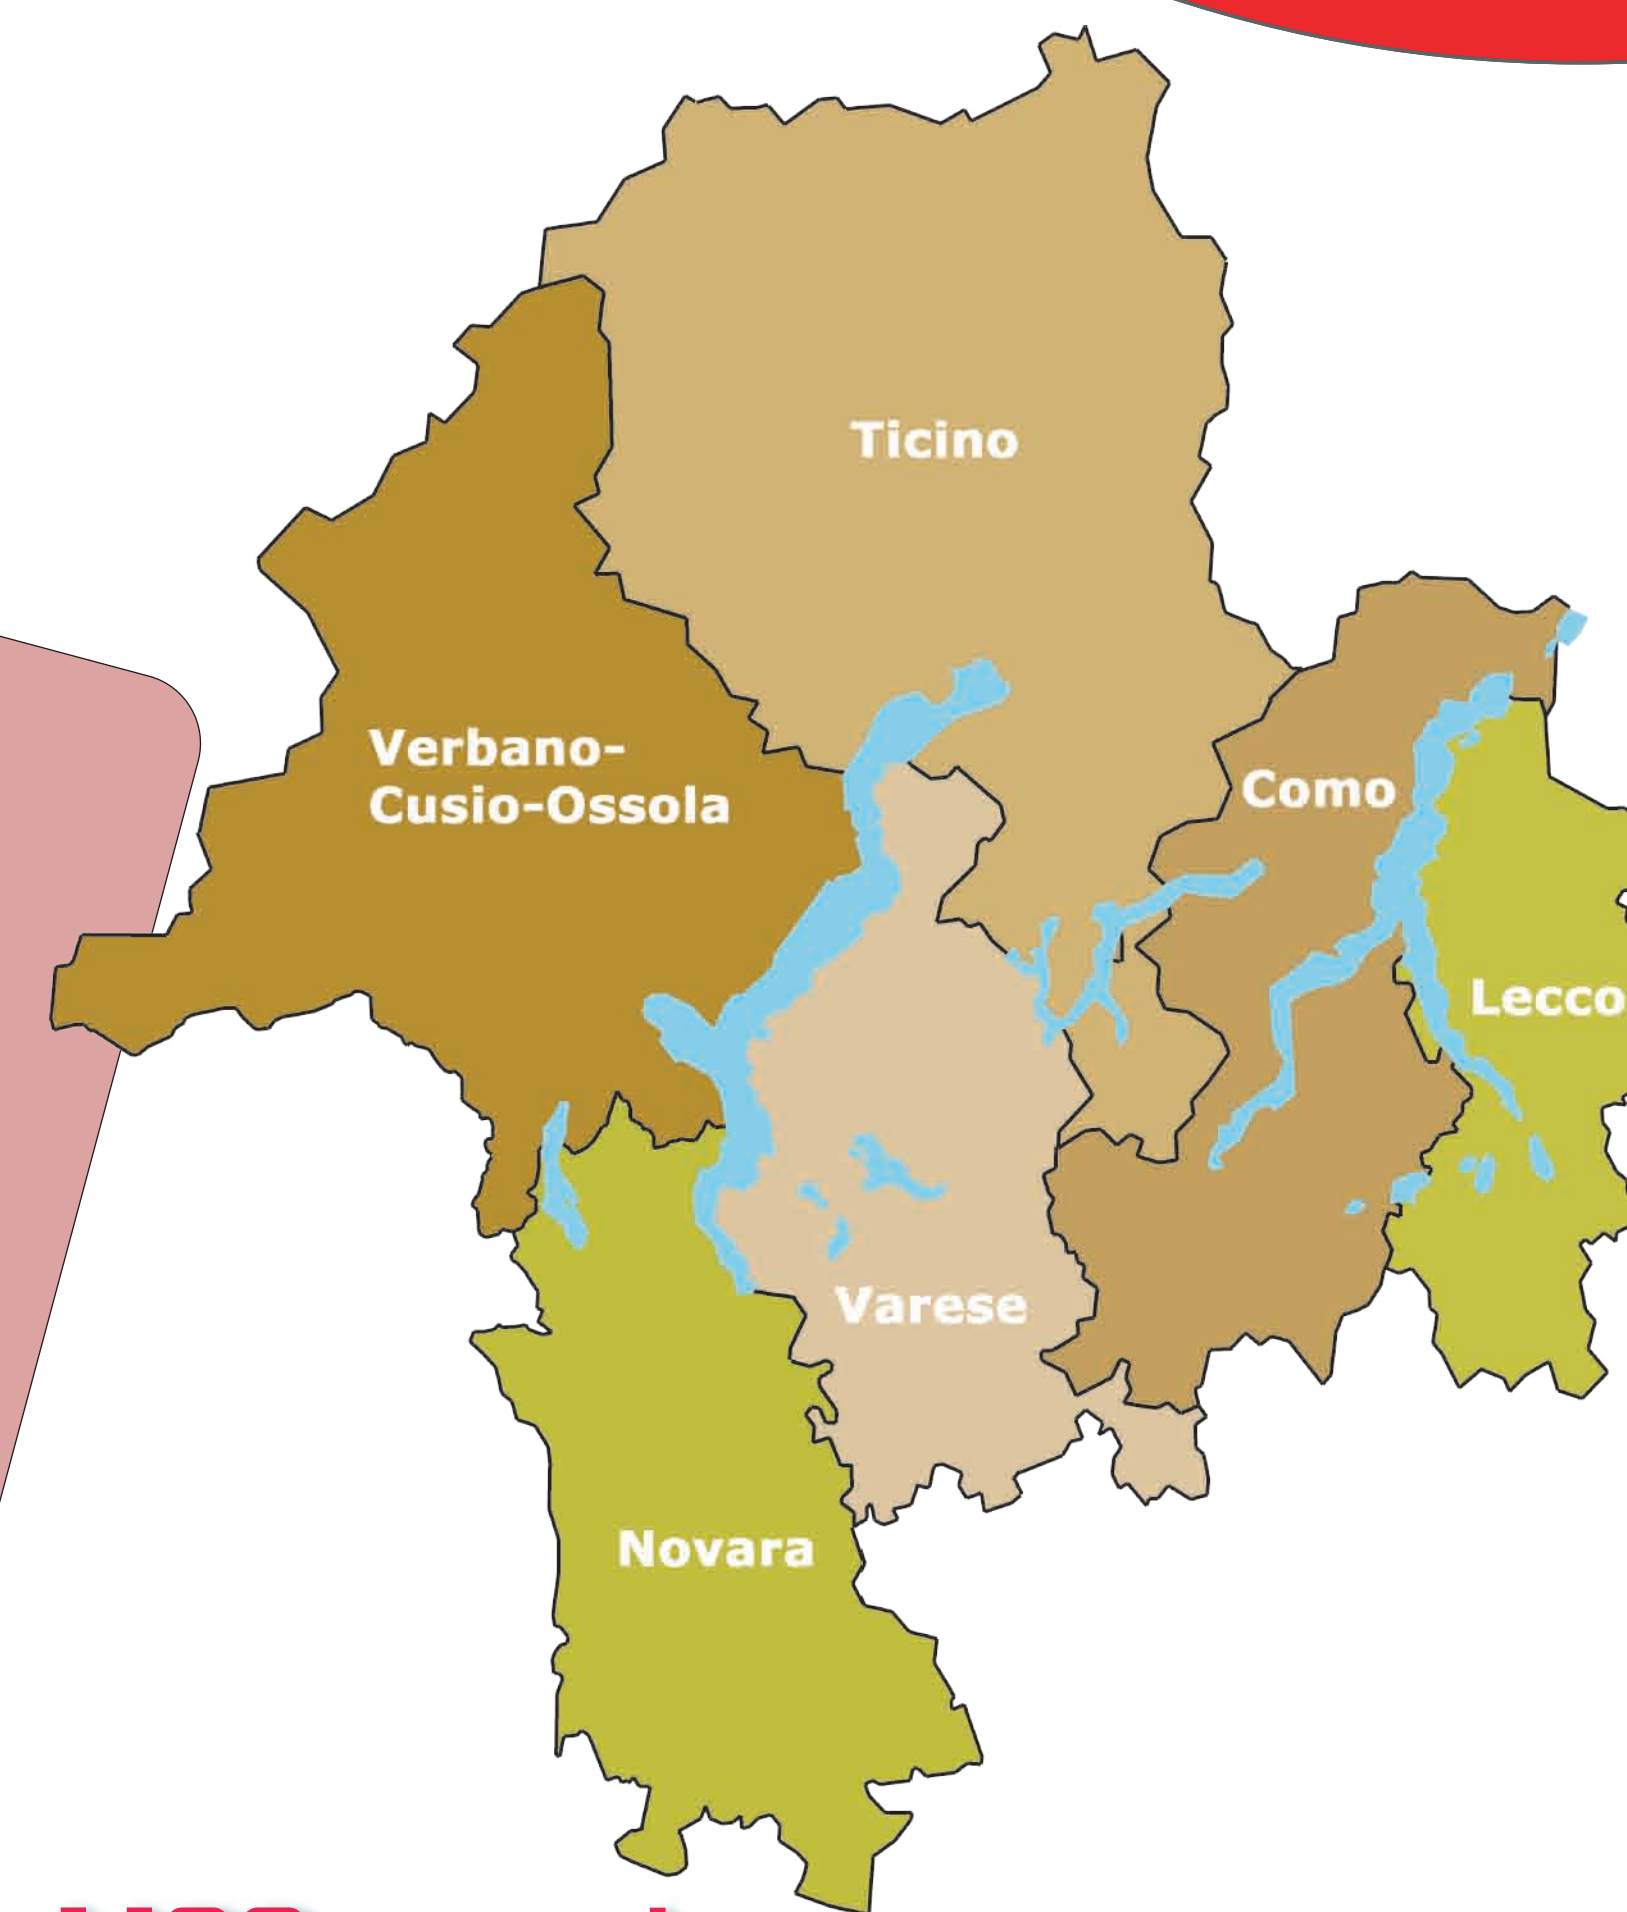 Ticino
Verbano-
Cusio-Ossola
Como
Lecco
Varese
Novara